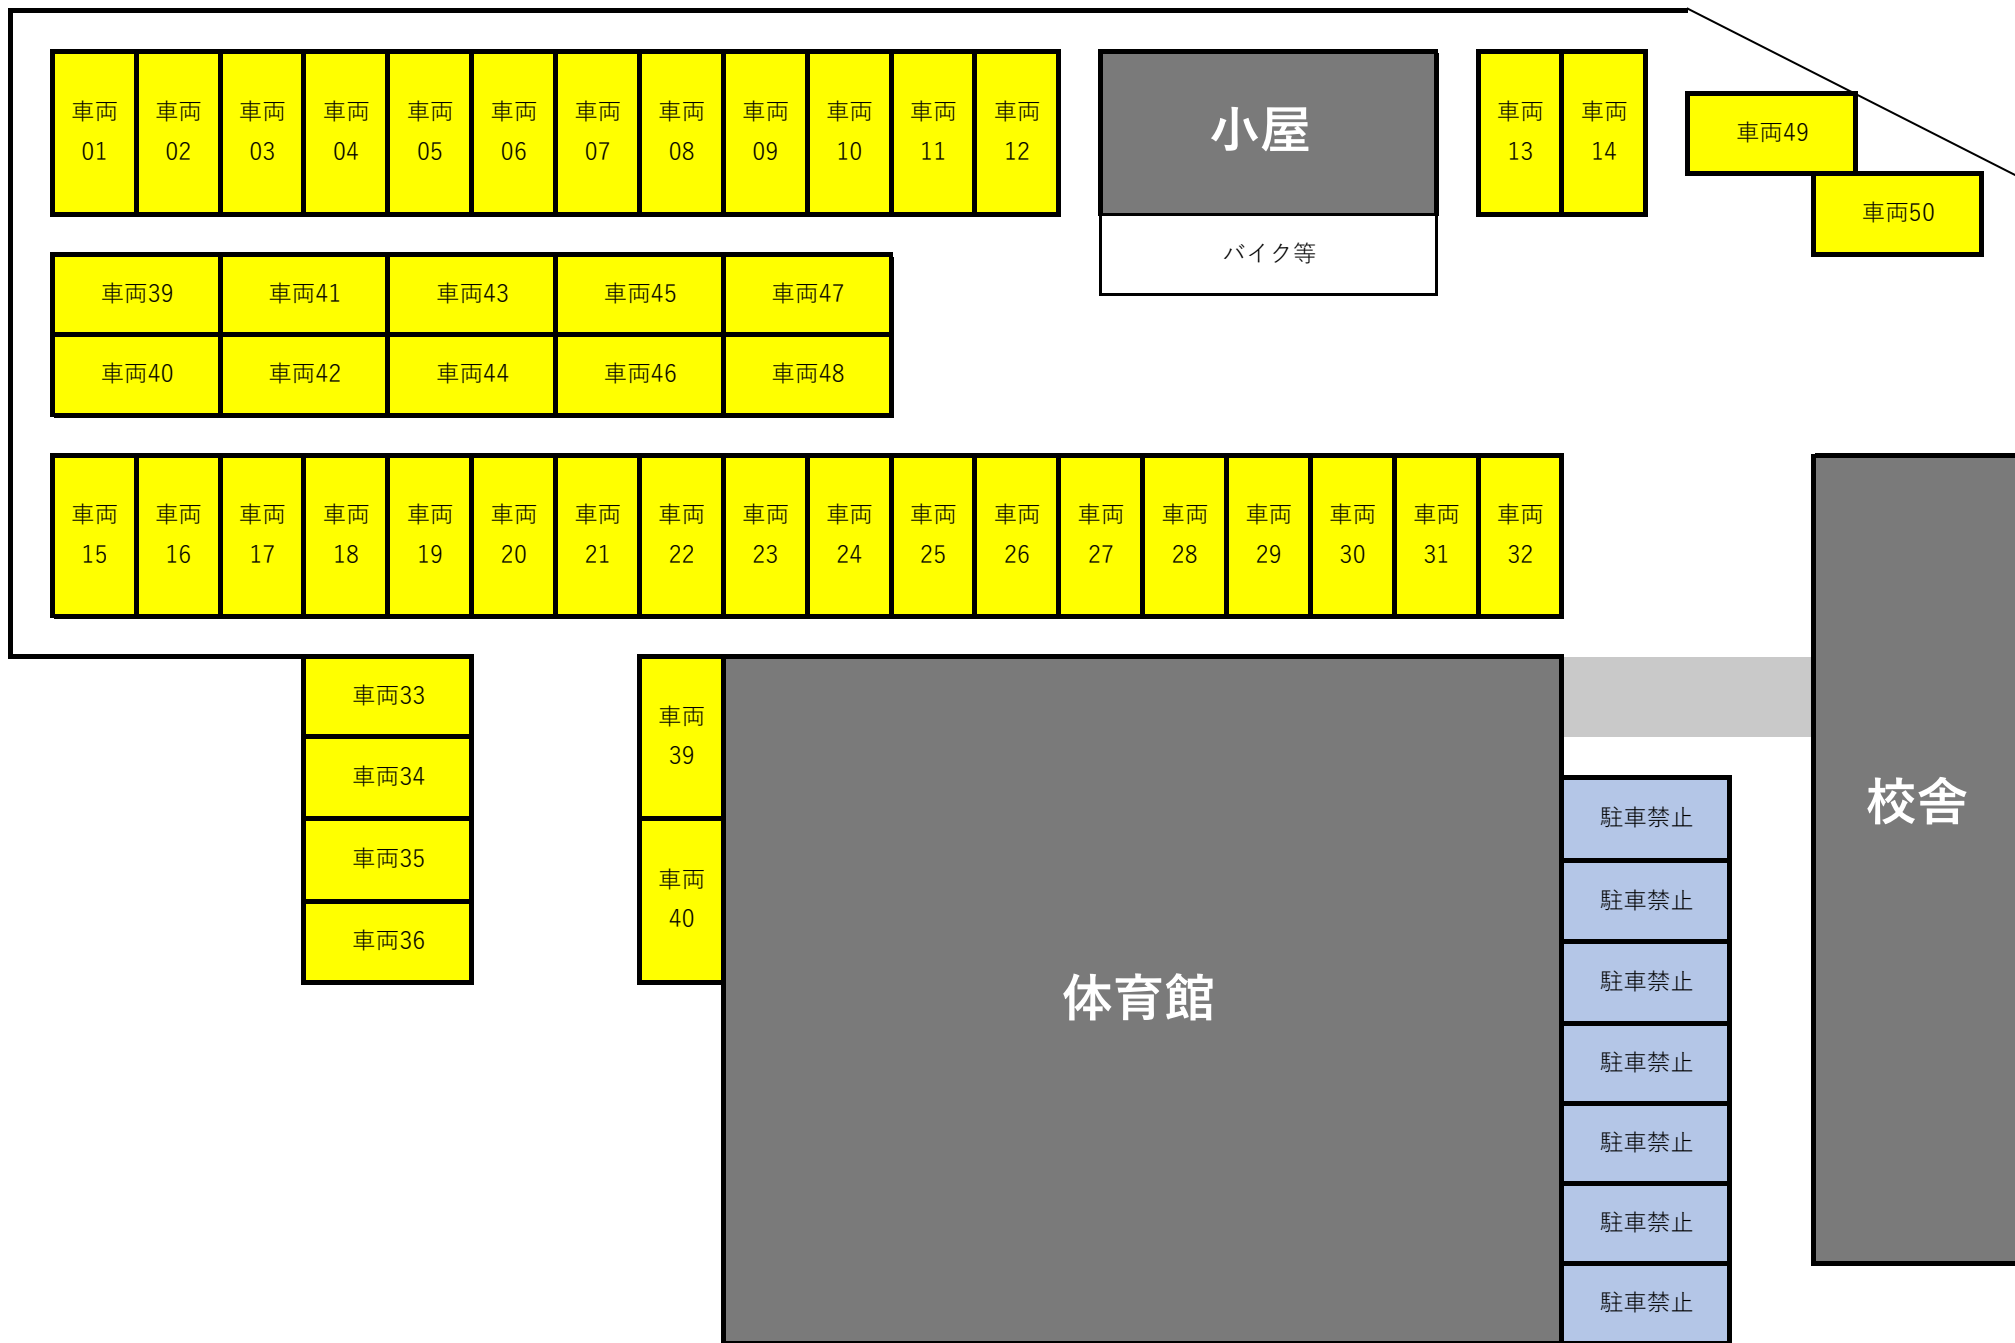 車両
01
車両
02
車両
03
車両
04
車両
05
車両
06
車両
07
車両
08
車両
09
車両
10
車両
11
車両
12
小屋
車両
13
車両
14
車両49
車両50
バイク等
車両39
車両41
車両43
車両45
車両47
車両40
車両42
車両44
車両46
車両48
車両
15
車両
16
車両
17
車両
18
車両
19
車両
20
車両
21
車両
22
車両
23
車両
24
車両
25
車両
26
車両
27
車両
28
車両
29
車両
30
車両
31
車両
32
車両33
車両34
車両35
車両36
車両
39
車両
40
体育館
校舎
駐車禁止
駐車禁止
駐車禁止
駐車禁止
駐車禁止
駐車禁止
駐車禁止